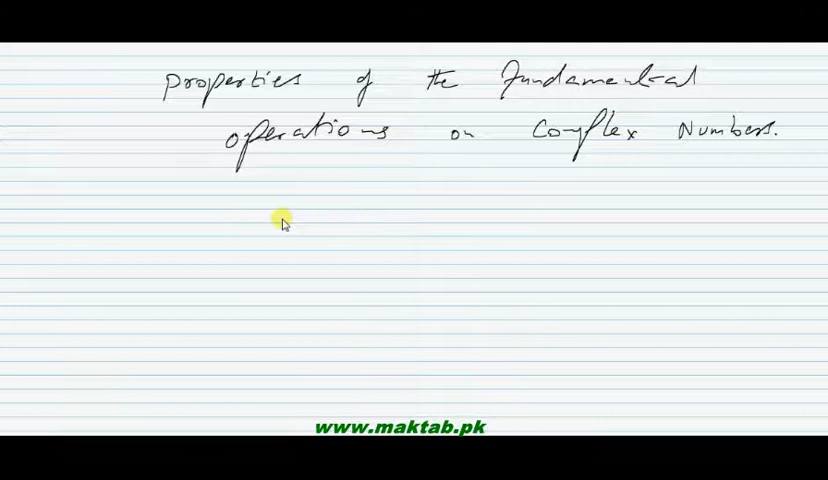 Properties of the Fundamental
operations on Complex Numbers.
www.maktab.pk